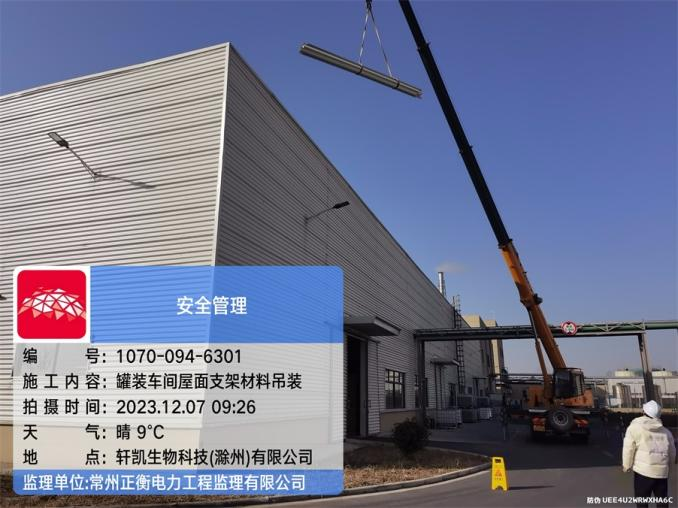 安全管理
编 号：1070-094-6301
施工内容：罐装车间屋面支架材料吊装
拍摄时间：2023.12.07 09:26
天 气：晴 9℃
地 点：轩凯生物科技(滁州)有限公司
监理单位:常州正衡电力工程监理有限公司
防伪 UEE4U2WRWXHA6C